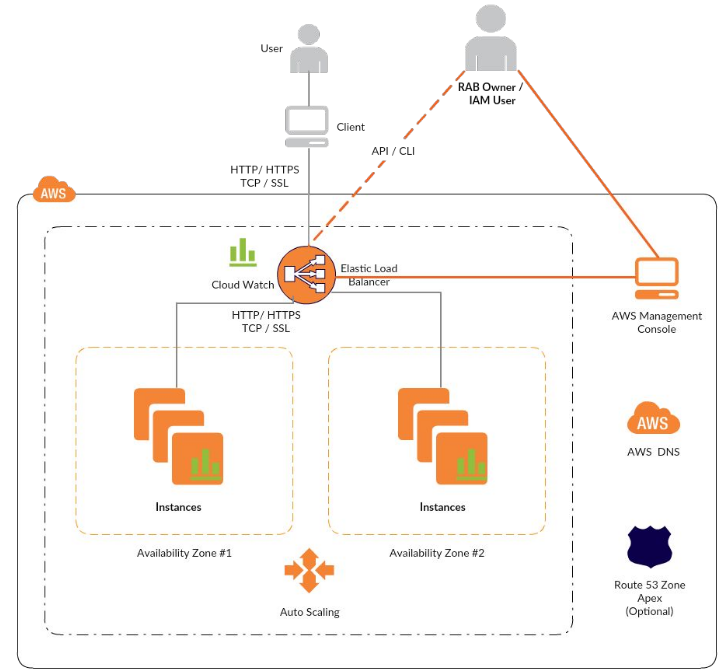 User
RAB Owner /
IAM User
Client
API / CLI
HTTP/ HTTPS
TCP / SSL
AWS
Cloud Watch
Elastic Load
Balancer
HTTP/ HTTPS
TCP / SSL
AWS Management
Console
AWS
AWS DNS
Instances
Instances
Availability Zone #1
Availability Zone #2
Auto Scaling
Route 53 Zone
Apex
(Optional)